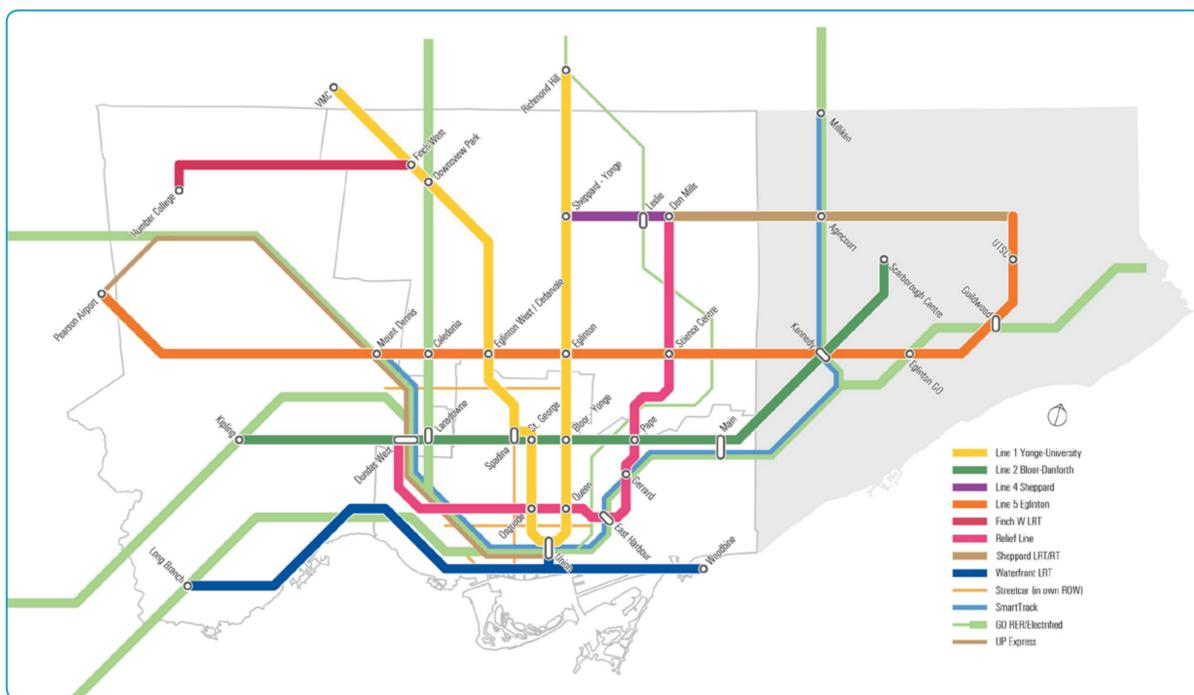 VMC
Richmond Hill
Milliken
Finch West
Downsview Park
Humber College
Sheppard - Yonge
Leslie
Don Mills
Agincourt
UTSC
Scarborough Centre
Guildwood
Pearson Airport
Mount Dennis
Caledonia
Eglinton West / Cedarvale
Eglinton
Science Centre
Kennedy
Eglinton GO
Kipling
Dundas West
Lansdowne
Spadina
St. George
Bloor - Yonge
Pape
Main
Gerrard
Osgoode
Queen
East Harbour
Union
Woodbine
Long Branch
Line 1 Yonge-University
Line 2 Bloor-Danforth
Line 4 Sheppard
Line 5 Eglinton
Finch W LRT
Relief Line
Sheppard LRT/RT
Waterfront LRT
Streetcar (in own ROW)
SmartTrack
GO RER/Electrified
UP Express